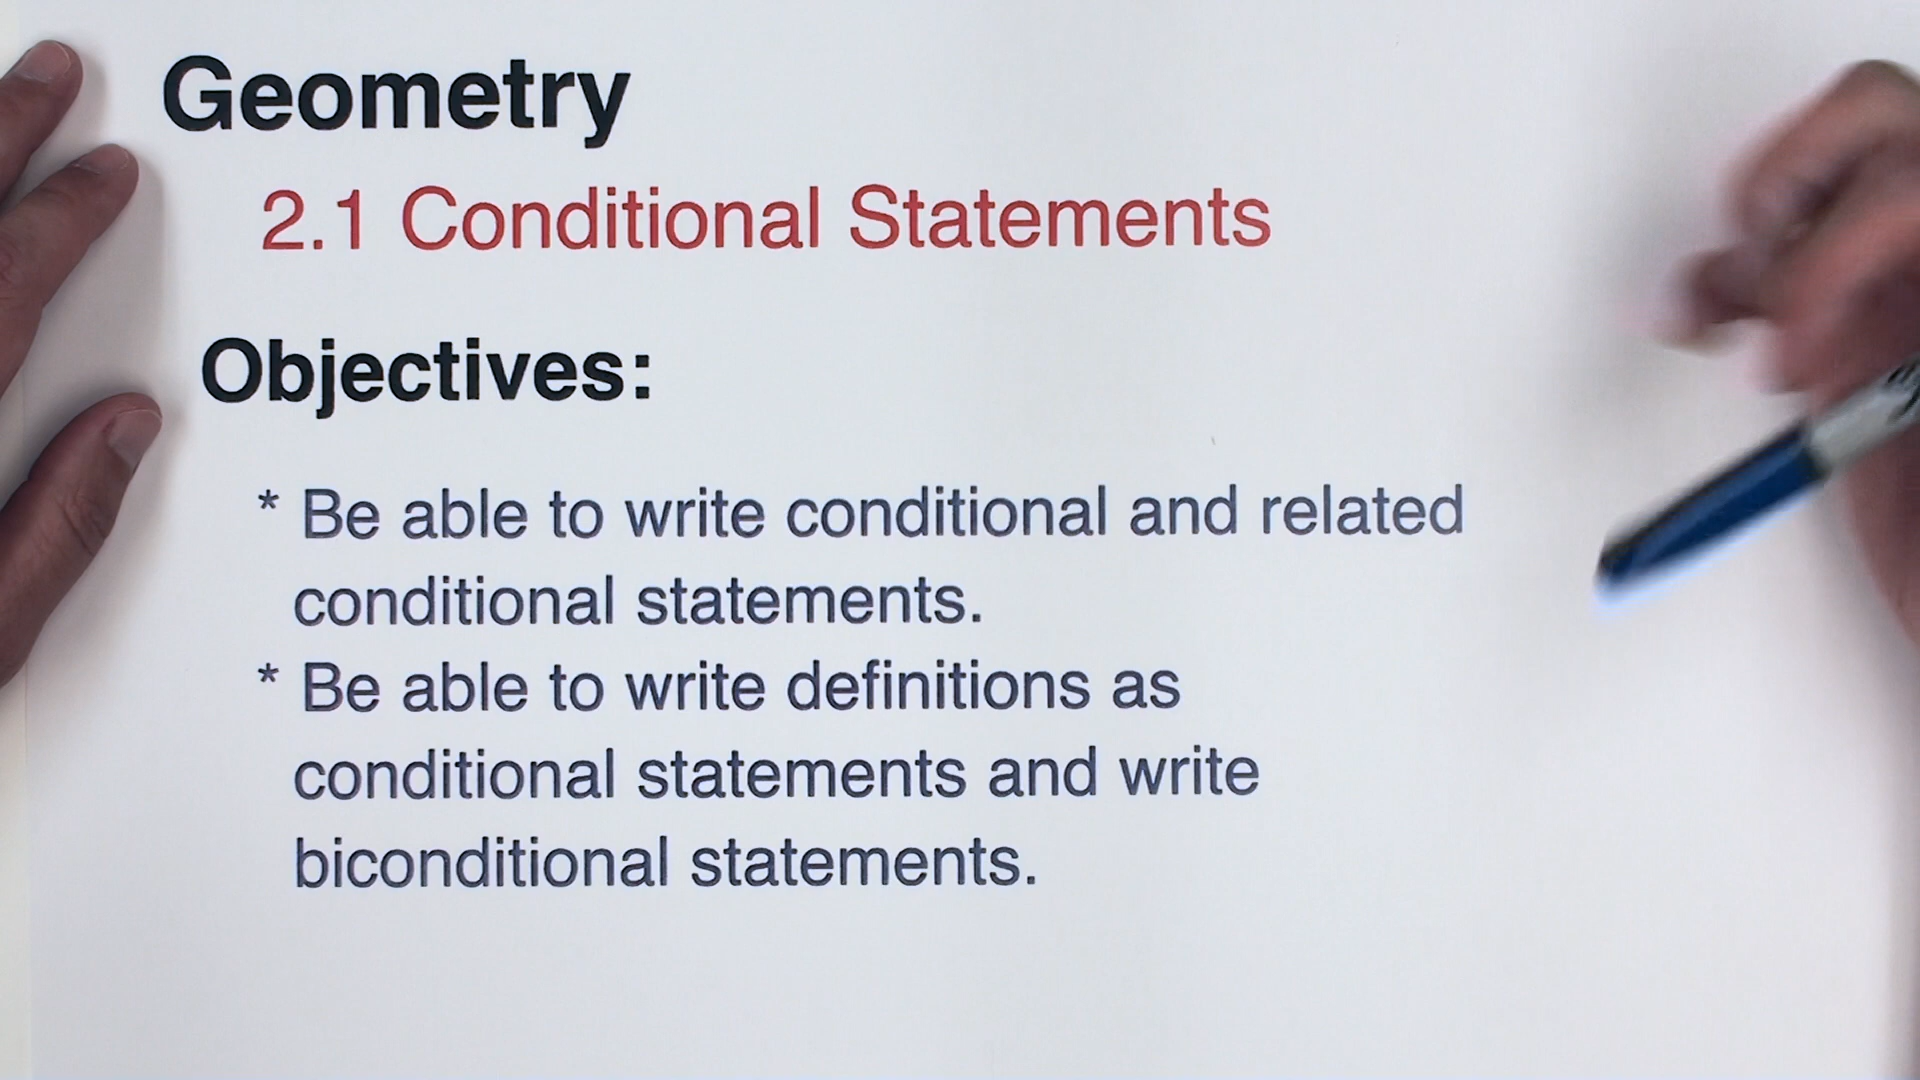 Geometry
2.1 Conditional Statements
Objectives:
* Be able to write conditional and related
conditional statements.
* Be able to write definitions as
conditional statements and write
biconditional statements.